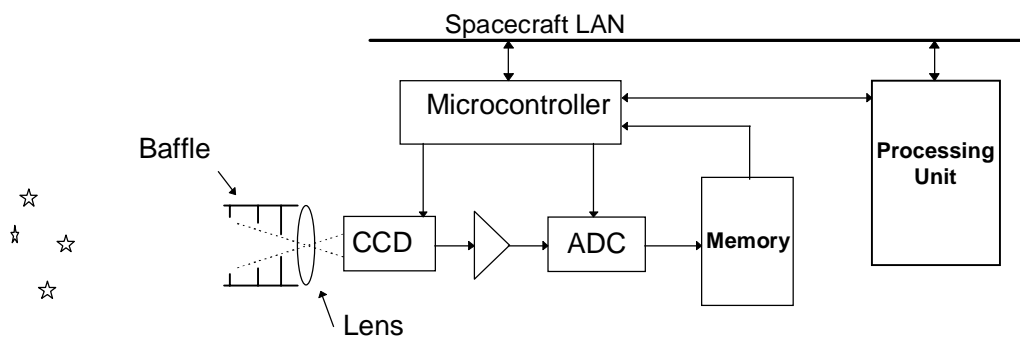 Spacecraft LAN
Microcontroller
Processing
Unit
Baffle
CCD
ADC
Memory
Lens